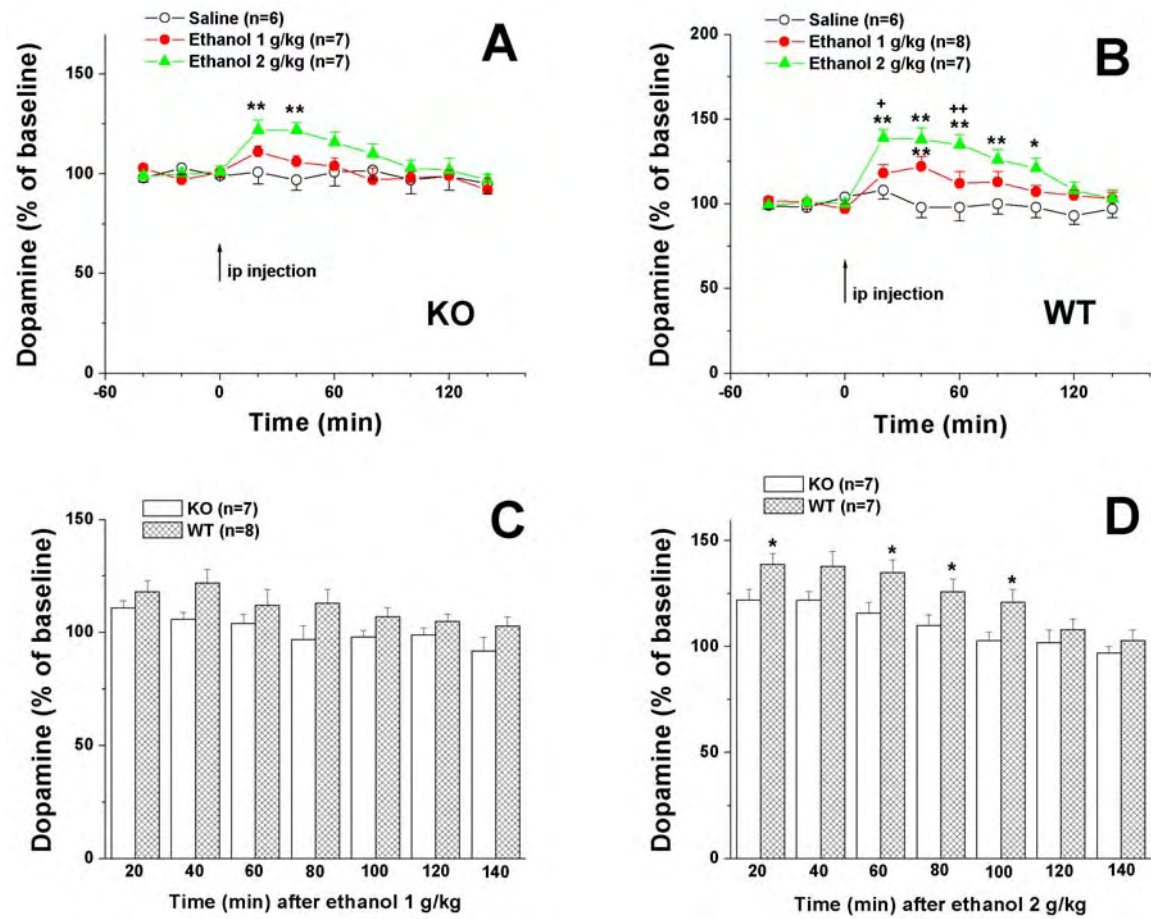 Saline (n=6)
Ethanol 1 g/kg (n=7)
Ethanol 2 g/kg (n=7)
A
Dopamine (% of baseline)
150
100
50
0
** **
ip injection
KO
-60 0 60 120
Time (min)
Saline (n=6)
Ethanol 1 g/kg (n=8)
Ethanol 2 g/kg (n=7)
B
Dopamine (% of baseline)
200
150
100
50
0
+ ++
** ** ** ** *
**
ip injection
WT
-60 0 60 120
Time (min)
KO (n=7)
WT (n=8)
C
Dopamine (% of baseline)
150
100
50
0
20 40 60 80 100 120 140
Time (min) after ethanol 1 g/kg
KO (n=7)
WT (n=7)
D
Dopamine (% of baseline)
150
100
50
0
* * * *
20 40 60 80 100 120 140
Time (min) after ethanol 2 g/kg